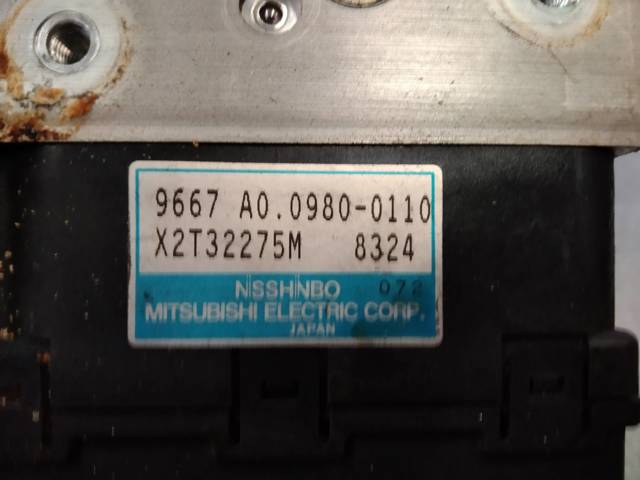 9667 A0.0980-0110
X2T32275M 8324
NISSHINBO 072
MITSUBISHI ELECTRIC CORP.
JAPAN